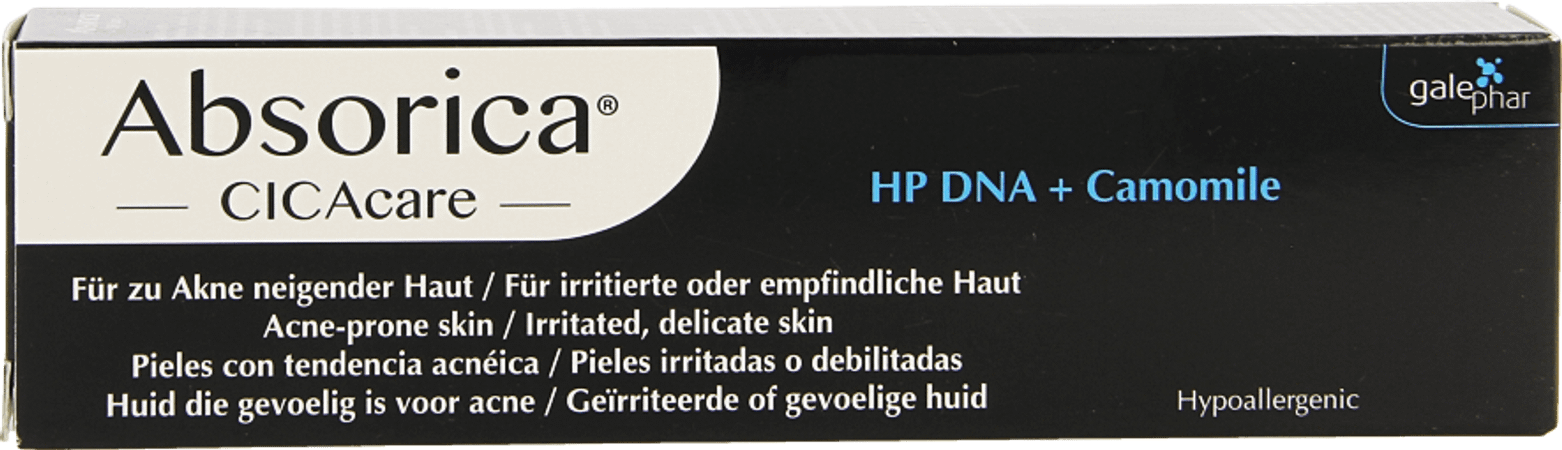 Absorica®
CICAcare
galephar
HP DNA + Camomile
Für zu Akne neigender Haut / Für irritierte oder empfindliche Haut
Acne-prone skin / Irritated, delicate skin
Pieles con tendencia acnéica / Pieles irritadas o debilitadas
Huid die gevoelig is voor acne / Geïrriteerde of gevoelige huid
Hypoallergenic